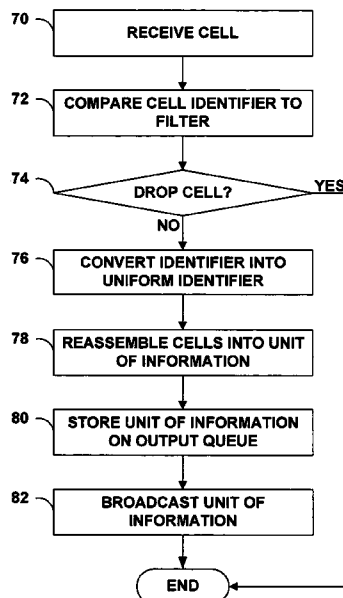 70
RECEIVE CELL
72
COMPARE CELL IDENTIFIER TO
FILTER
74
DROP CELL?
YES
NO
76
CONVERT IDENTIFIER INTO
UNIFORM IDENTIFIER
78
REASSEMBLE CELLS INTO UNIT
OF INFORMATION
80
STORE UNIT OF INFORMATION
ON OUTPUT QUEUE
82
BROADCAST UNIT OF
INFORMATION
END